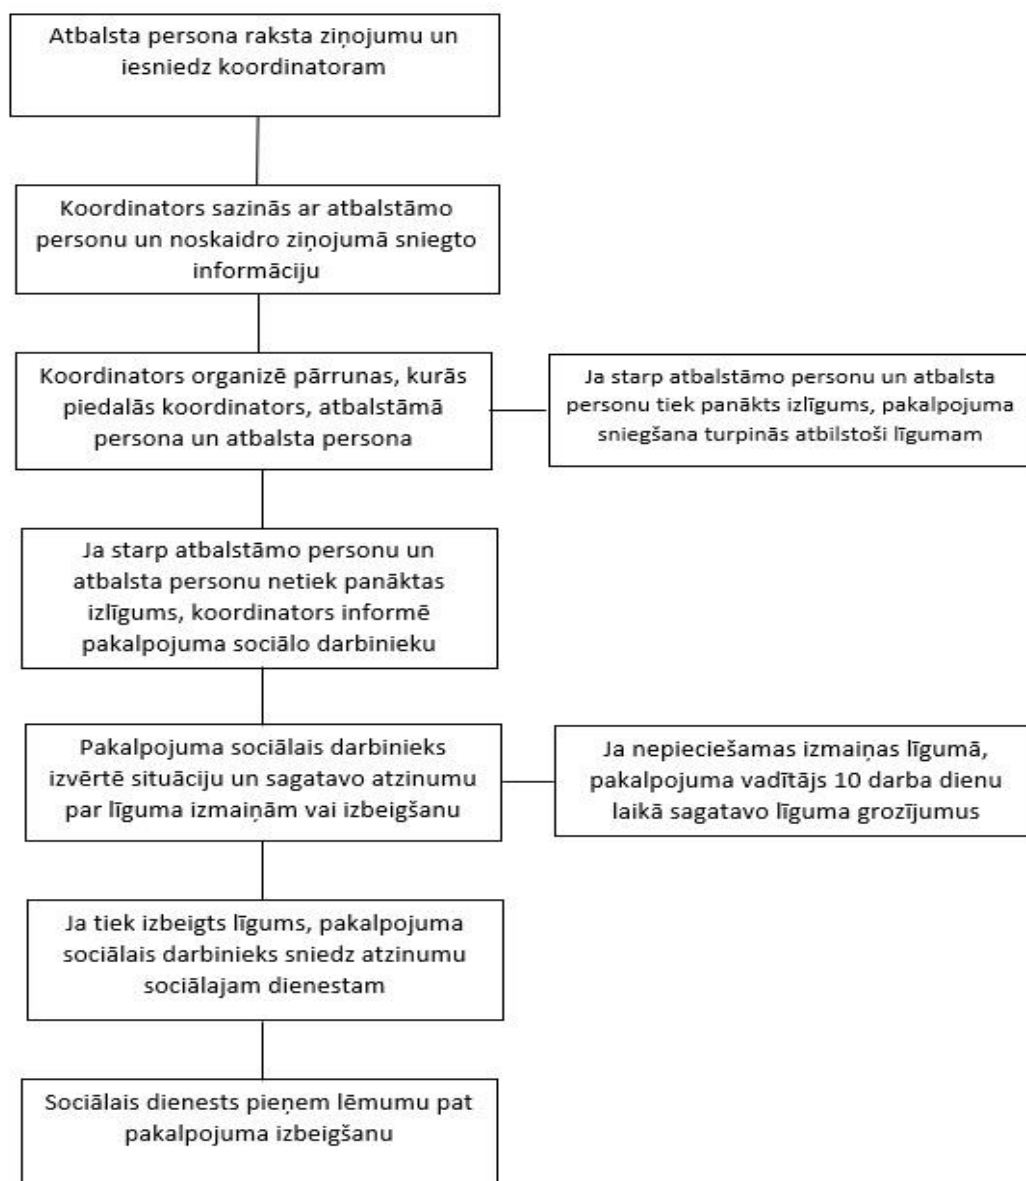 Atbalsta persona raksta ziņojumu un
iesniedz koordinatoram
Koordinators sazinās ar atbalstāmo
personu un noskaidro ziņojumā sniegto
informāciju
Koordinators organizē pārrunas, kurās
piedalās koordinators, atbalstāmā
persona un atbalsta persona
Ja starp atbalstāmo personu un atbalsta
personu tiek panākts izlīgums, pakalpojuma
sniegšana turpinās atbilstoši līgumam
Ja starp atbalstāmo personu un
atbalsta personu netiek panāktas
izlīgums, koordinators informē
pakalpojuma sociālo darbinieku
Pakalpojuma sociālais darbinieks
izvērtē situāciju un sagatavo atzinumu
par līguma izmaiņām vai izbeigšanu
Ja nepieciešamas izmaiņas līgumā,
pakalpojuma vadītājs 10 darba dienu
laikā sagatavo līguma grozījumus
Ja tiek izbeigts līgums, pakalpojuma
sociālais darbinieks sniedz atzinumu
sociālajam dienestam
Sociālais dienests pieņem lēmumu pat
pakalpojuma izbeigšanu